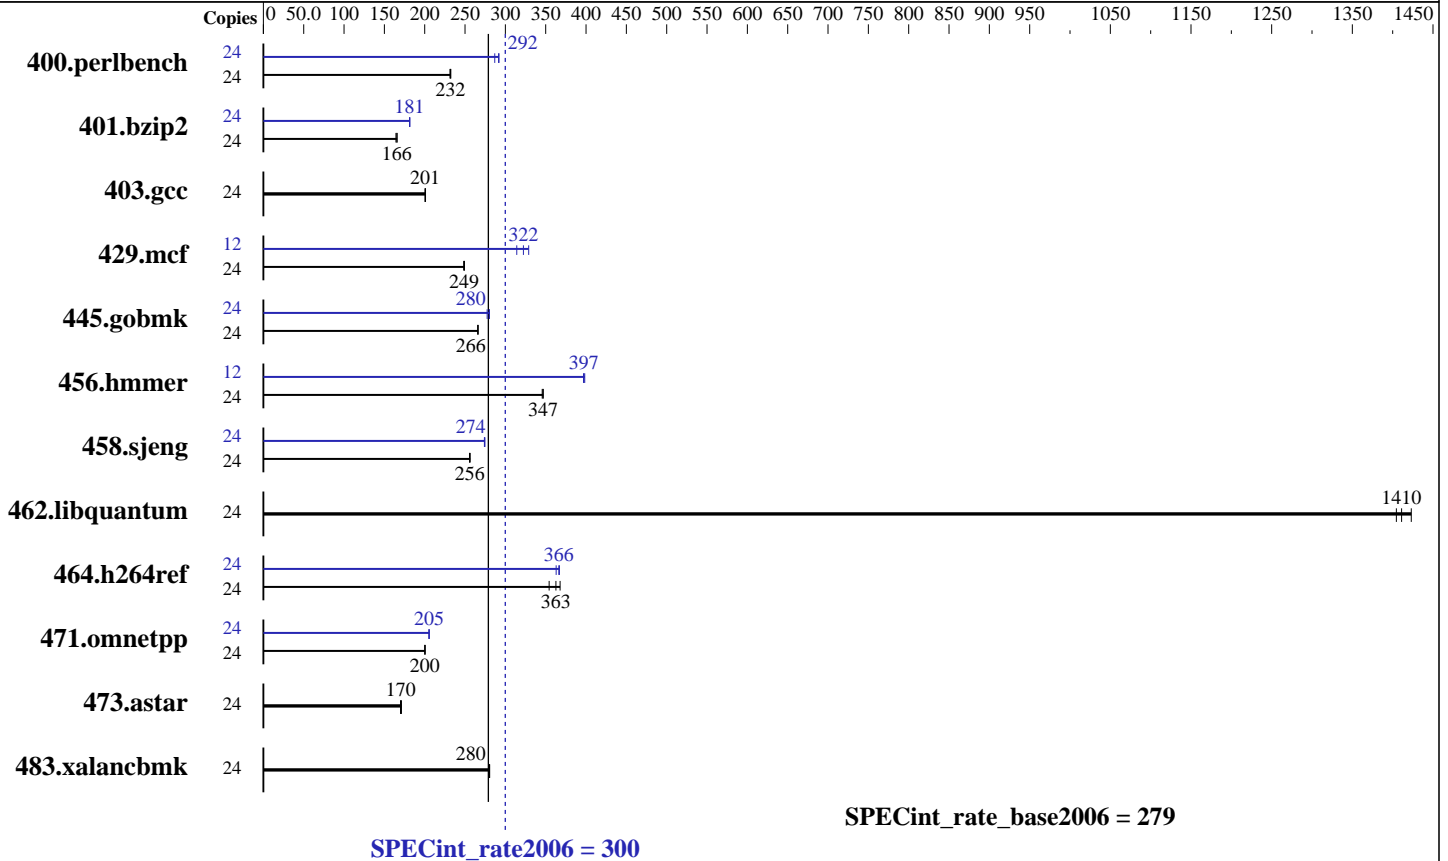 Copies 0 50.0 100 150 200 250 300 350 400 450 500 550 600 650 700 750 800 850 900 950 1050 1150 1250 1350 1450
24 292
400.perlbench
24 232
24 181
401.bzip2
24 166
201
403.gcc 24
12 322
429.mcf
24 249
24 280
445.gobmk
24 266
12 397
456.hmmer
24 347
24 274
458.sjeng
24 256
1410
462.libquantum 24
24 366
464.h264ref
24 363
24 205
471.omnetpp
24 200
170
473.astar 24
280
483.xalancbmk 24
SPECint_rate_base2006 = 279
SPECint_rate2006 = 300